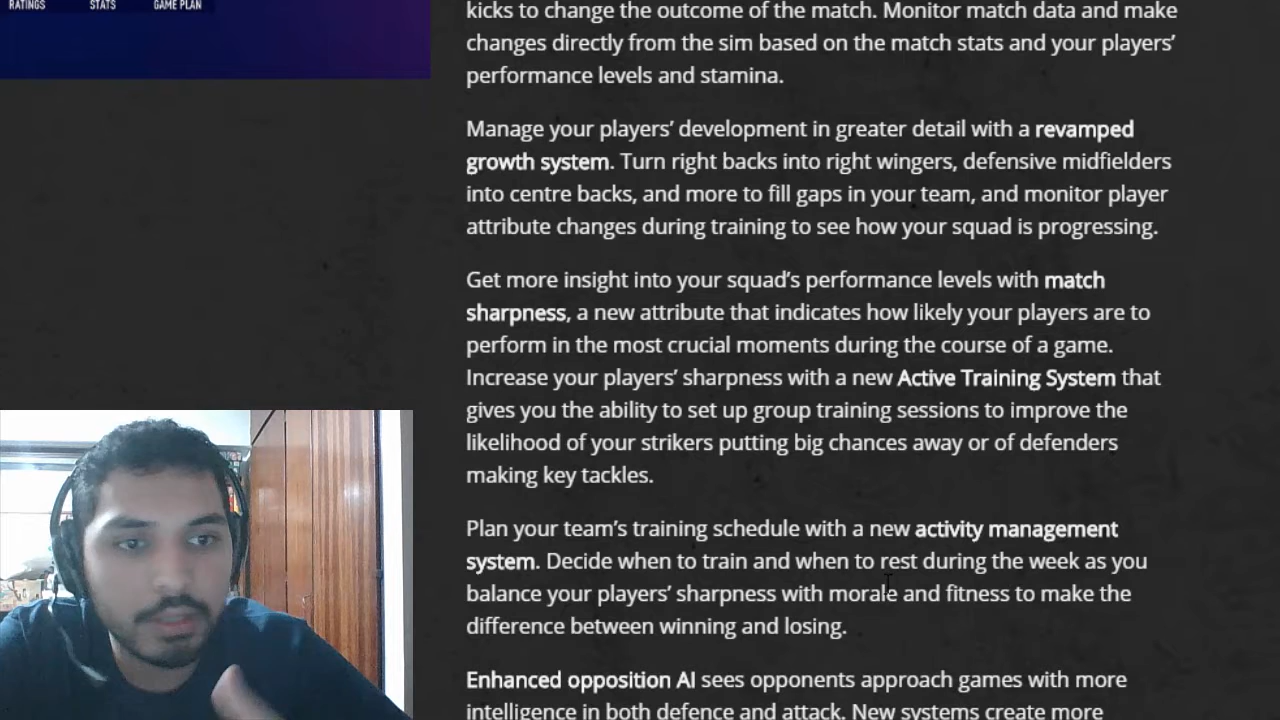 RATINGS STATS GAME PLAN
kicks to change the outcome of the match. Monitor match data and make
changes directly from the sim based on the match stats and your players’
performance levels and stamina.
Manage your players’ development in greater detail with a revamped
growth system. Turn right backs into right wingers, defensive midfielders
into centre backs, and more to fill gaps in your team, and monitor player
attribute changes during training to see how your squad is progressing.
Get more insight into your squad’s performance levels with match
sharpness, a new attribute that indicates how likely your players are to
perform in the most crucial moments during the course of a game.
Increase your players’ sharpness with a new Active Training System that
gives you the ability to set up group training sessions to improve the
likelihood of your strikers putting big chances away or of defenders
making key tackles.
Plan your team’s training schedule with a new activity management
system. Decide when to train and when to rest during the week as you
balance your players’ sharpness with morale and fitness to make the
difference between winning and losing.
Enhanced opposition AI sees opponents approach games with more
intelligence in both defence and attack. New systems create more